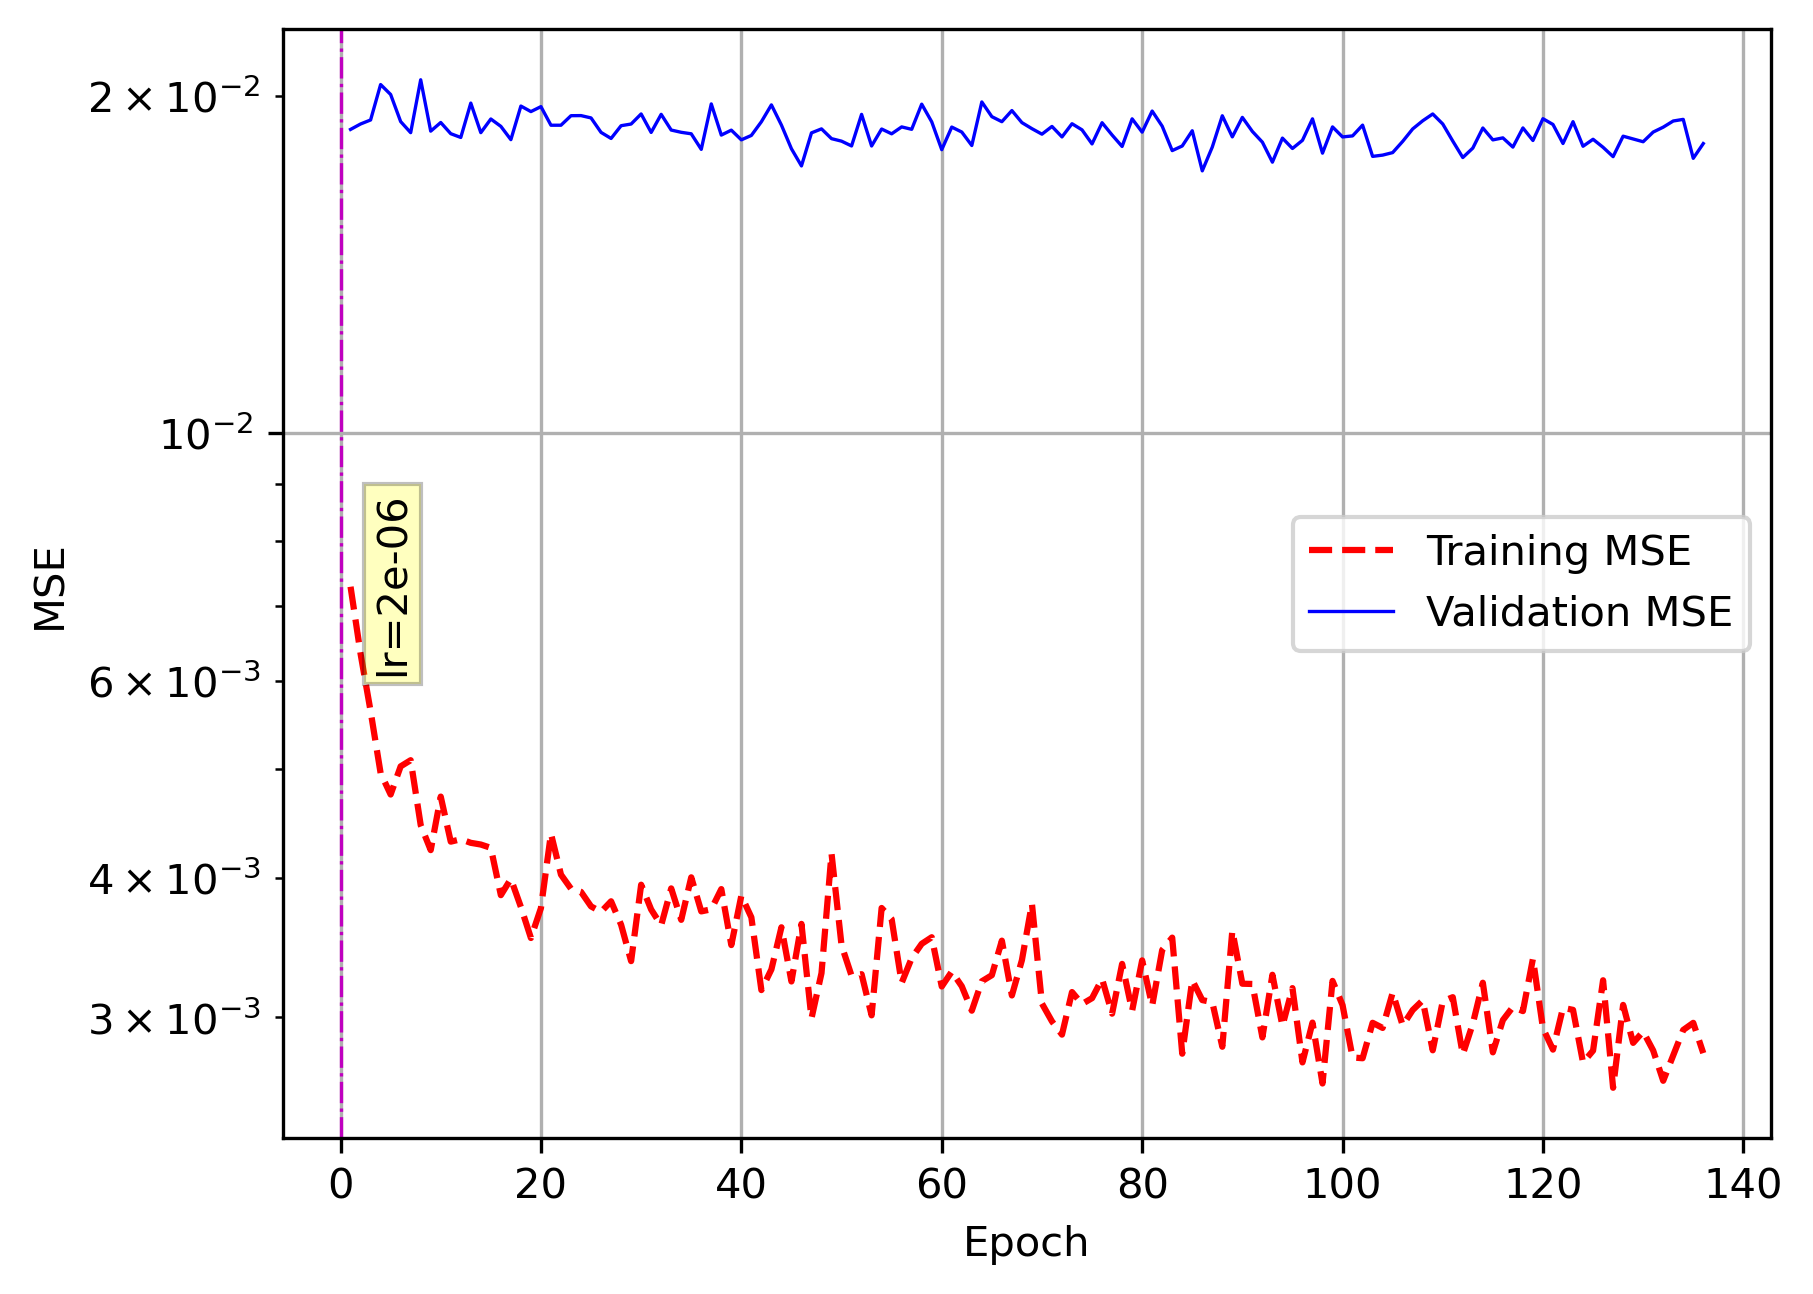 2 × 10⁻²
10⁻²
6 × 10⁻³
4 × 10⁻³
3 × 10⁻³
MSE
lr=2e-06
Training MSE
Validation MSE
0 20 40 60 80 100 120 140
Epoch